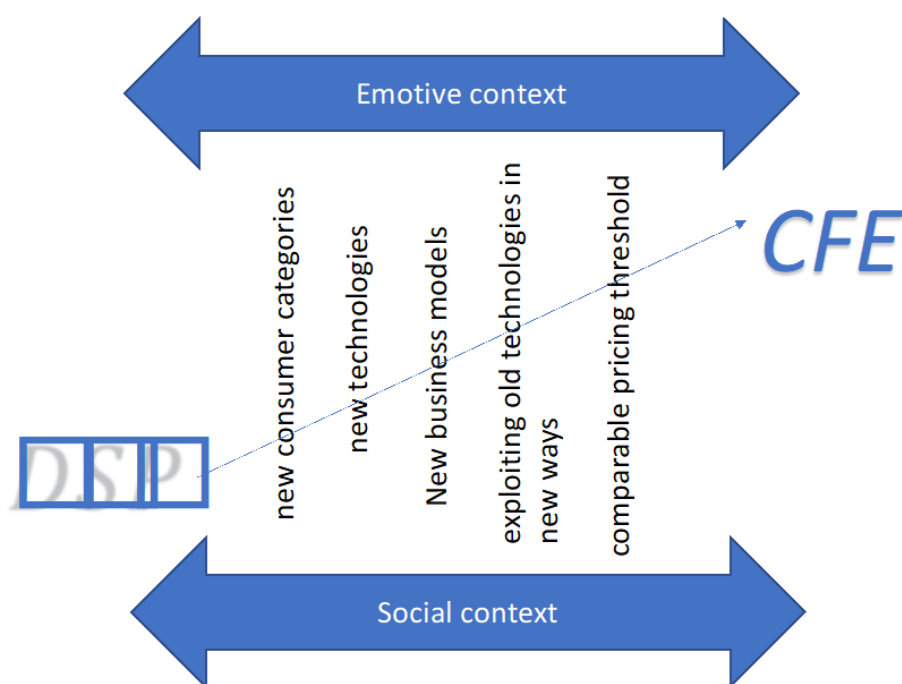 Emotive context
new consumer categories
new technologies
New business models
exploiting old technologies in
new ways
comparable pricing threshold
CFE
DSP
Social context